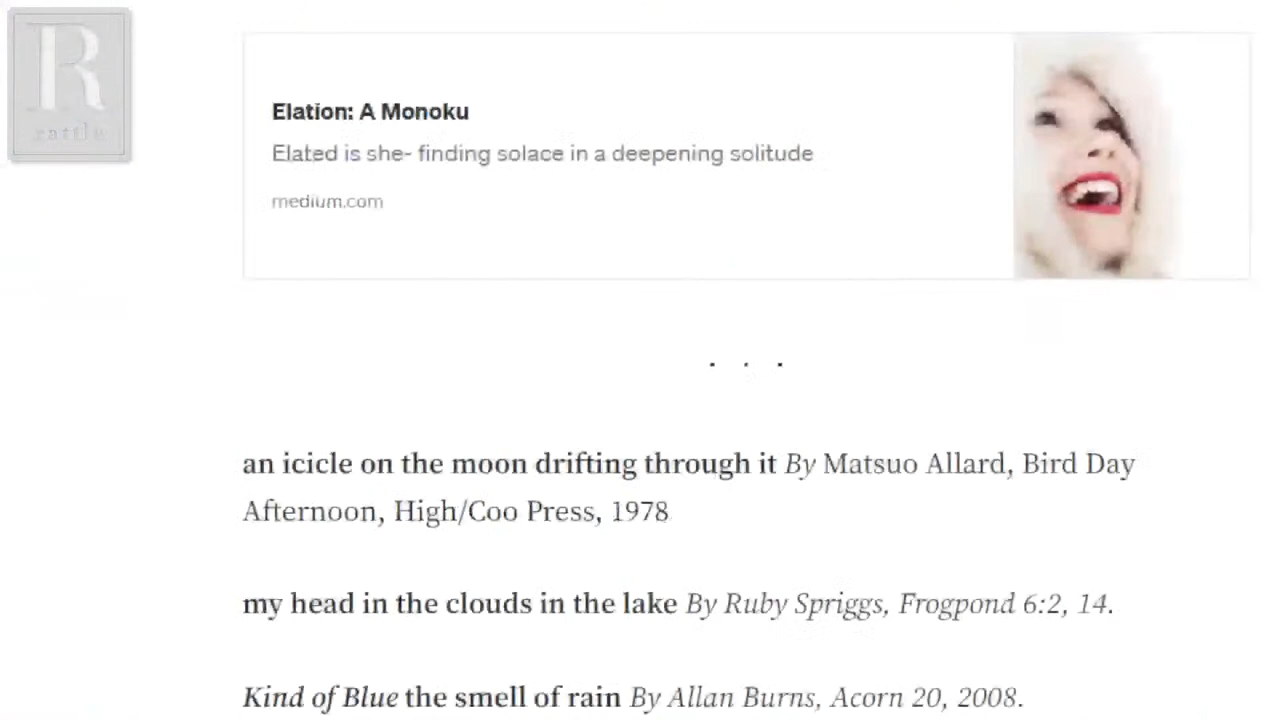 R
rattle
Elation: A Monoku
Elated is she- finding solace in a deepening solitude
medium.com
. . .
an icicle on the moon drifting through it By Matsuo Allard, Bird Day
Afternoon, High/Coo Press, 1978
my head in the clouds in the lake By Ruby Spriggs, Frogpond 6:2, 14.
Kind of Blue the smell of rain By Allan Burns, Acorn 20, 2008.